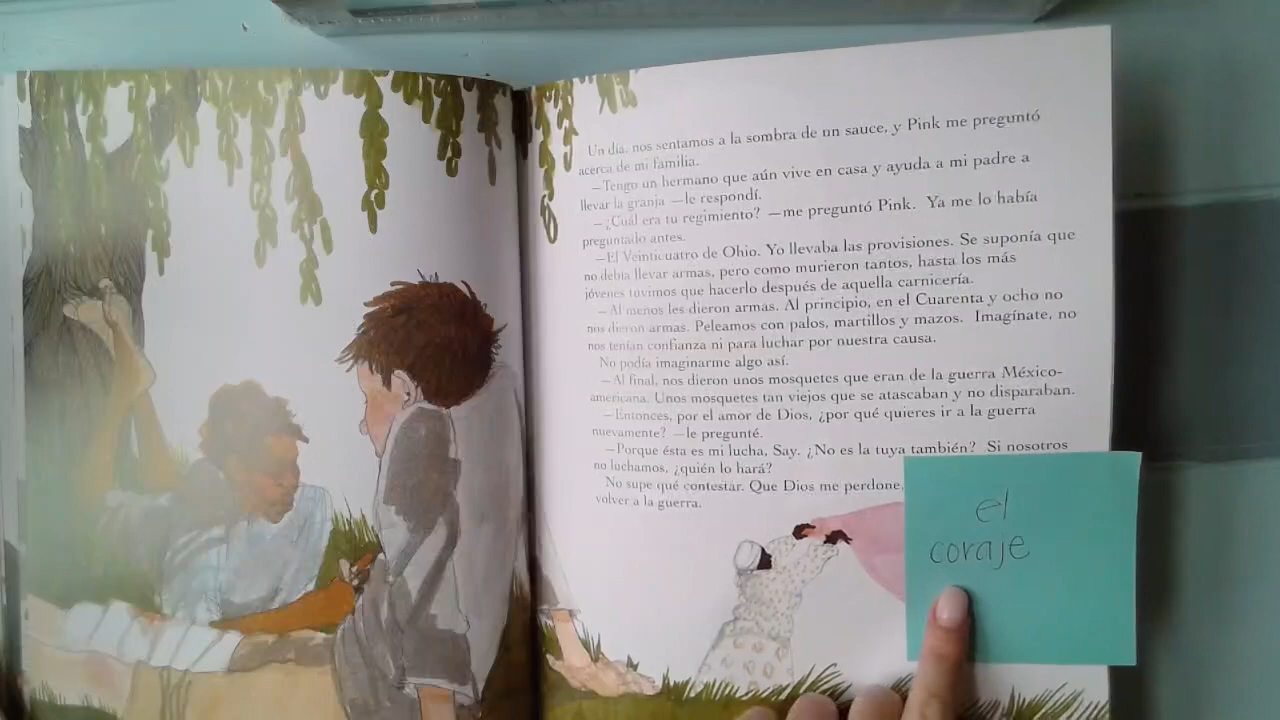 Un día, nos sentamos a la sombra de un sauce, y Pink me preguntó
acerca de mi familia.
—Tengo un hermano que aún vive en casa y ayuda a mi padre a
llevar la granja —le respondí.
—¿Cuál era tu regimiento? —me preguntó Pink. Ya me lo había
preguntado antes.
—El Veinticuatro de Ohio. Yo llevaba las provisiones. Se suponía que
no debía llevar armas, pero como murieron tantos, hasta los más
jóvenes tuvimos que hacerlo después de aquella carnicería.
—Al menos les dieron armas. Al principio, en el Cuarenta y ocho no
nos dieron armas. Peleamos con palos, martillos y mazos. Imagínate, no
nos tenían confianza ni para luchar por nuestra causa.
No podía imaginarme algo así.
—Al final, nos dieron unos mosquetes que eran de la guerra México-
americana. Unos mosquetes tan viejos que se atascaban y no disparaban.
—Entonces, por el amor de Dios, ¿por qué quieres ir a la guerra
nuevamente? —le pregunté.
—Porque ésta es mi lucha, Say. ¿No es la tuya también? Si nosotros
no luchamos, ¿quién lo hará?
No supe qué contestar. Que Dios me perdone,
volver a la guerra.
el
coraje